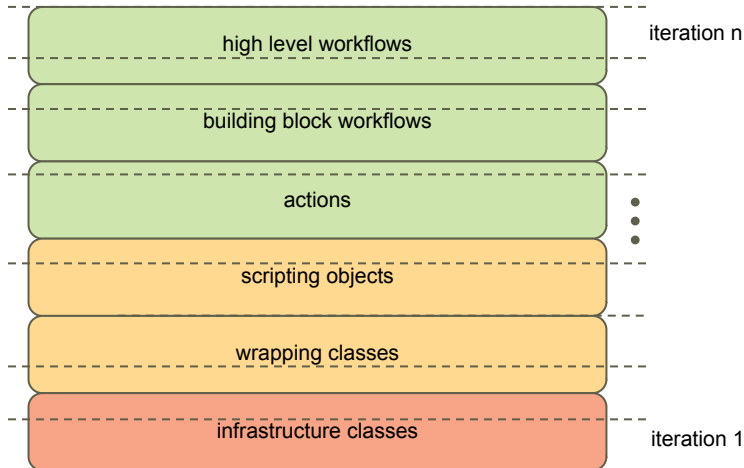 high level workflows
iteration n
building block workflows
actions
scripting objects
wrapping classes
infrastructure classes
iteration 1